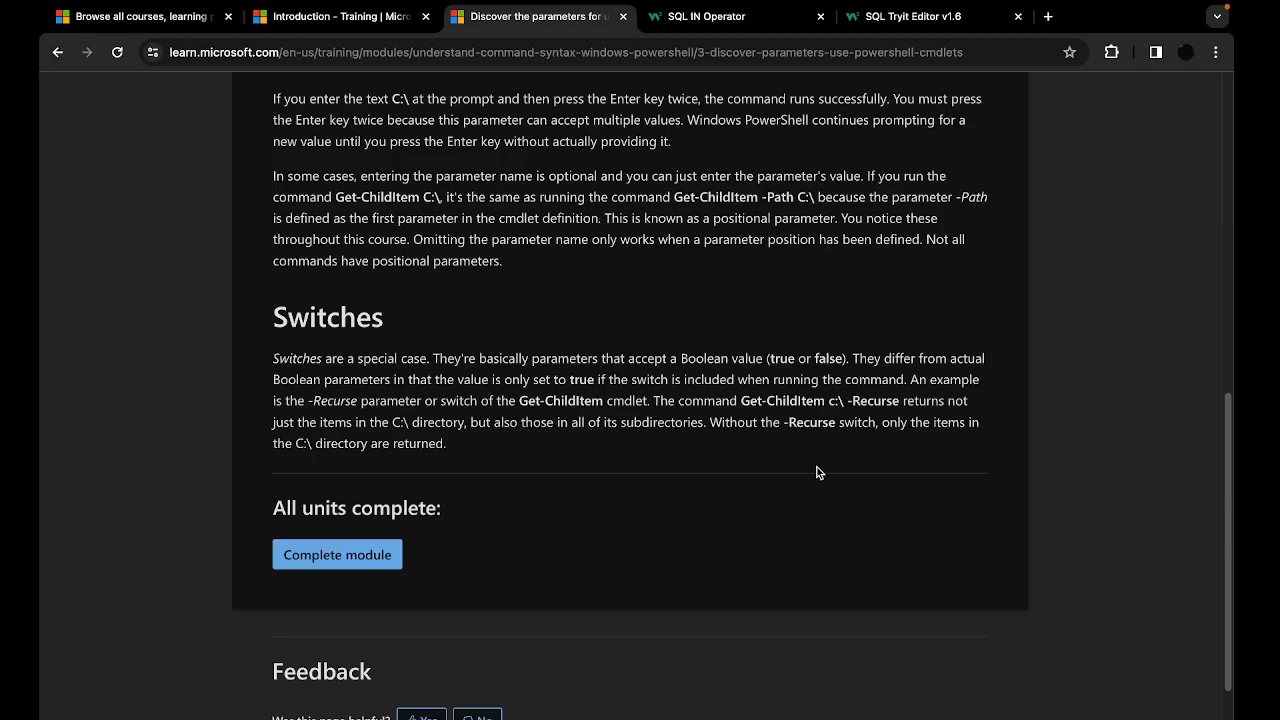 Browse all courses, learning p
Introduction - Training | Micro
Discover the parameters for u
SQL IN Operator
SQL Tryit Editor v1.6
learn.microsoft.com/en-us/training/modules/understand-command-syntax-windows-powershell/3-discover-parameters-use-powershell-cmdlets
If you enter the text C:\ at the prompt and then press the Enter key twice, the command runs successfully. You must press
the Enter key twice because this parameter can accept multiple values. Windows PowerShell continues prompting for a
new value until you press the Enter key without actually providing it.
In some cases, entering the parameter name is optional and you can just enter the parameter's value. If you run the
command Get-ChildItem C:\, it's the same as running the command Get-ChildItem -Path C:\ because the parameter -Path
is defined as the first parameter in the cmdlet definition. This is known as a positional parameter. You notice these
throughout this course. Omitting the parameter name only works when a parameter position has been defined. Not all
commands have positional parameters.
Switches
Switches are a special case. They're basically parameters that accept a Boolean value (true or false). They differ from actual
Boolean parameters in that the value is only set to true if the switch is included when running the command. An example
is the -Recurse parameter or switch of the Get-ChildItem cmdlet. The command Get-ChildItem c:\ -Recurse returns not
just the items in the C:\ directory, but also those in all of its subdirectories. Without the -Recurse switch, only the items in
the C:\ directory are returned.
All units complete:
Complete module
Feedback
Was this page helpful? Yes No